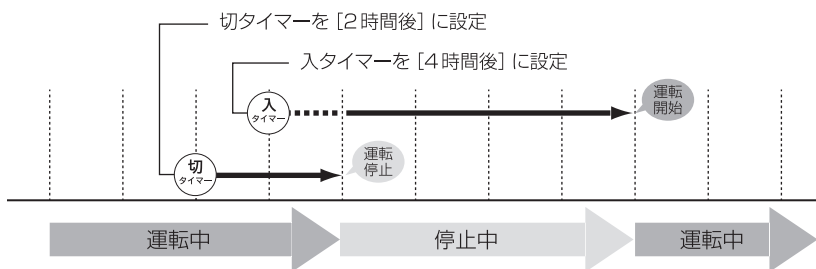 切タイマーを［2時間後］に設定
入タイマーを［4時間後］に設定
入
タイマー
運転
開始
切
タイマー
運転
停止
運転中
停止中
運転中